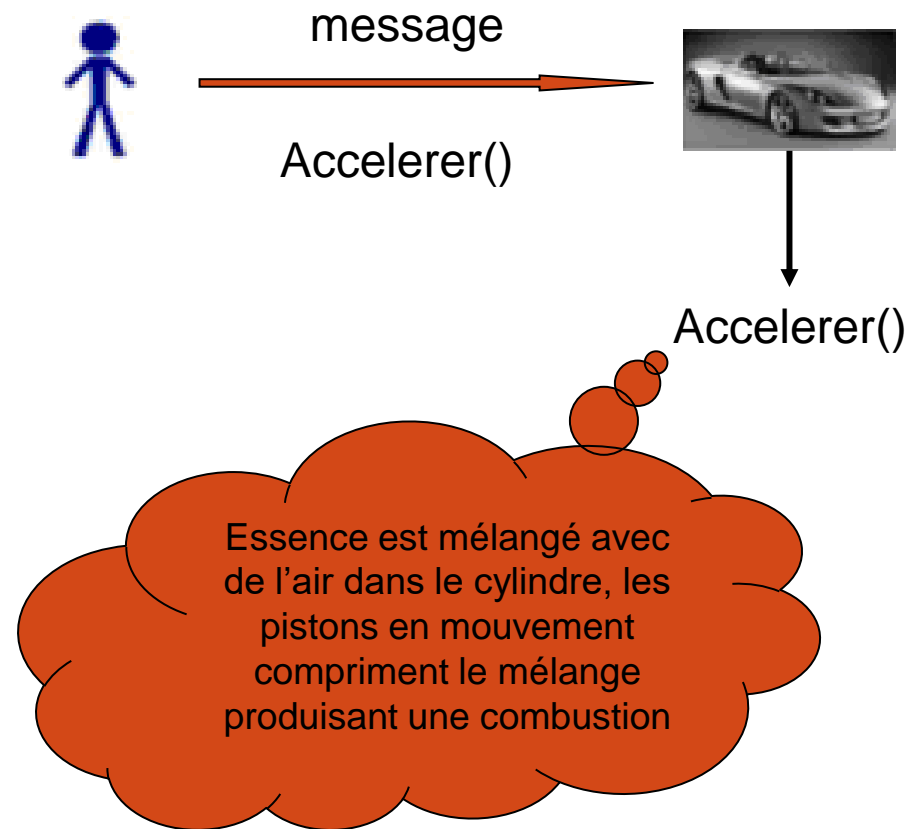 message
Accelerer()
Accelerer()
Essence est mélangé avec
de l'air dans le cylindre, les
pistons en mouvement
compriment le mélange
produisant une combustion